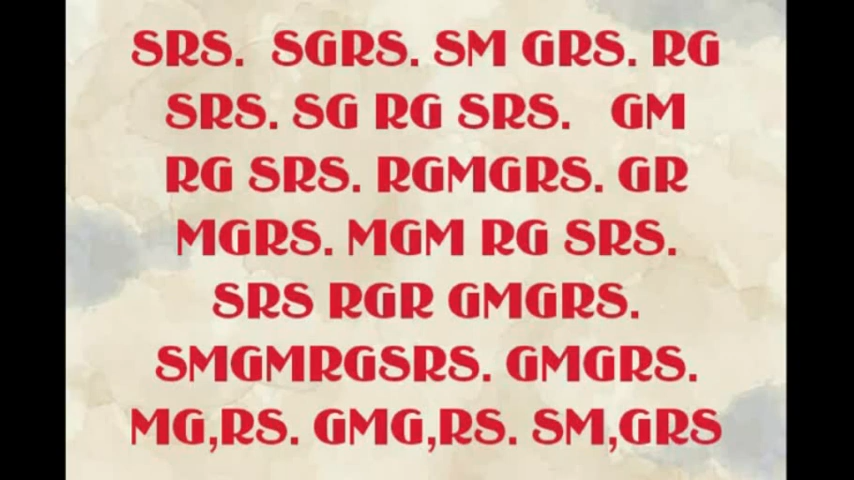 SRS. SGRS. SM GRS. RG
SRS. SG RG SRS. GM
RG SRS. RGMGRS. GR
MGRS. MGM RG SRS.
SRS RGR GMGRS.
SMGMRGSRS. GMGRS.
MG,RS. GMG,RS. SM,GRS